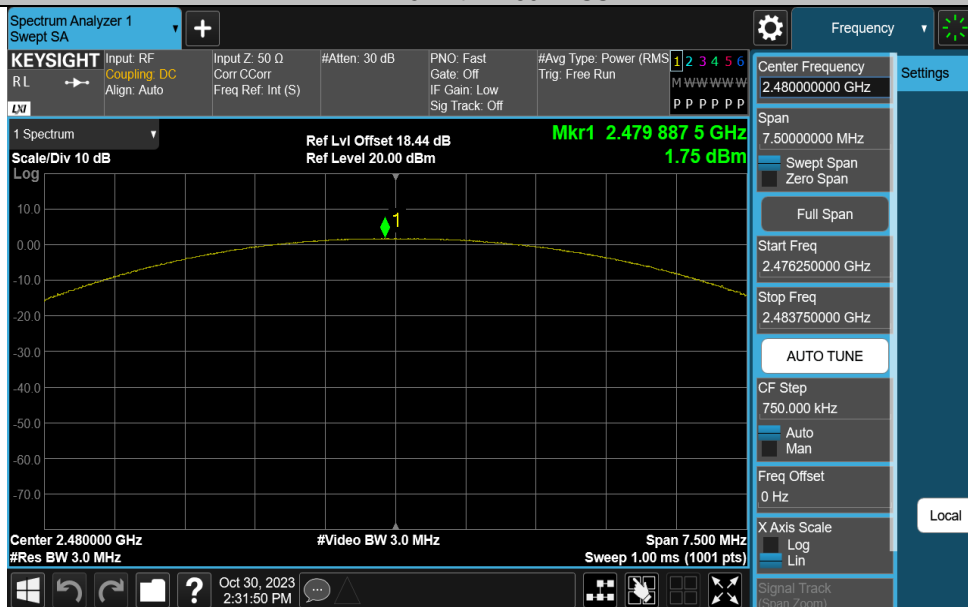 Spectrum Analyzer 1
Swept SA
+
Frequency
KEYSIGHT
RL
LXI
Input: RF
Coupling: DC
Align: Auto
Input Z: 50 Ω
Corr CCorr
Freq Ref: Int (S)
#Atten: 30 dB
PNO: Fast
Gate: Off
IF Gain: Low
Sig Track: Off
#Avg Type: Power (RMS
Trig: Free Run
1 2 3 4 5 6
M W W W W W
P P P P P P
1 Spectrum
Scale/Div 10 dB
Log
Ref Lvl Offset 18.44 dB
Ref Level 20.00 dBm
Mkr1 2.479 887 5 GHz
1.75 dBm
1
10.0
0.00
-10.0
-20.0
-30.0
-40.0
-50.0
-60.0
-70.0
Center 2.480000 GHz
#Res BW 3.0 MHz
#Video BW 3.0 MHz
Span 7.500 MHz
Sweep 1.00 ms (1001 pts)
?
Oct 30, 2023
2:31:50 PM
Center Frequency
2.480000000 GHz
Settings
Span
7.50000000 MHz
Swept Span
Zero Span
Full Span
Start Freq
2.476250000 GHz
Stop Freq
2.483750000 GHz
AUTO TUNE
CF Step
750.000 kHz
Auto
Man
Freq Offset
0 Hz
Local
X Axis Scale
Log
Lin
Signal Track
(Span Zoom)